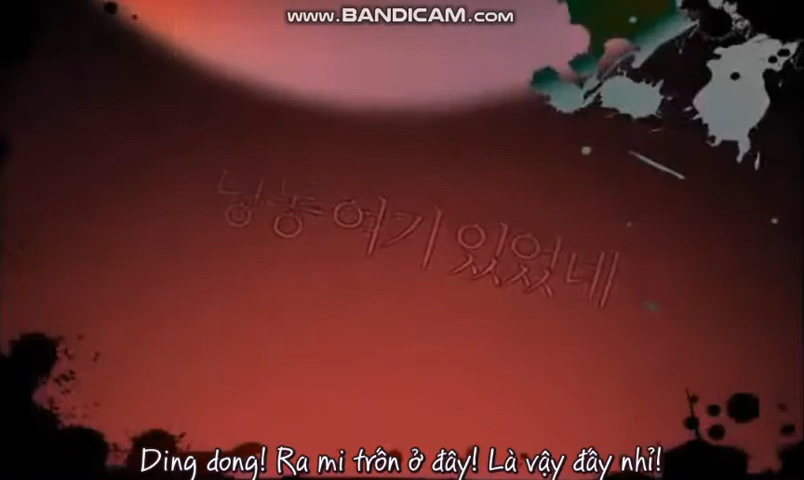 www.BANDICAM.com
딩동 여기 있었네
Ding dong! Ra mi trốn ở đây! Là vậy đấy nhỉ!